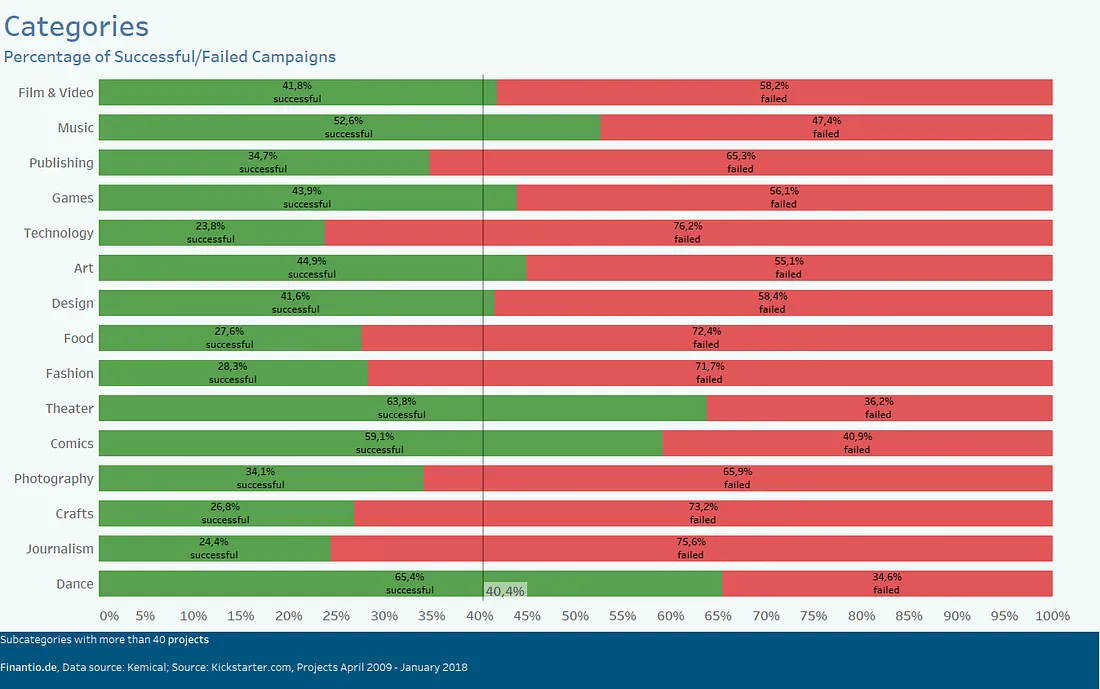 Categories
Percentage of Successful/Failed Campaigns
Film & Video
41,8%
successful
58,2%
failed
Music
52,6%
successful
47,4%
failed
Publishing
34,7%
successful
65,3%
failed
Games
43,9%
successful
56,1%
failed
Technology
23,8%
successful
76,2%
failed
Art
44,9%
successful
55,1%
failed
Design
41,6%
successful
58,4%
failed
Food
27,6%
successful
72,4%
failed
Fashion
28,3%
successful
71,7%
failed
Theater
63,8%
successful
36,2%
failed
Comics
59,1%
successful
40,9%
failed
Photography
34,1%
successful
65,9%
failed
Crafts
26,8%
successful
73,2%
failed
Journalism
24,4%
successful
75,6%
failed
Dance
65,4%
successful
40,4%
34,6%
failed
0% 5% 10% 15% 20% 25% 30% 35% 40% 45% 50% 55% 60% 65% 70% 75% 80% 85% 90% 95% 100%
Subcategories with more than 40 projects
Finantio.de, Data source: Kemical; Source: Kickstarter.com, Projects April 2009 - January 2018